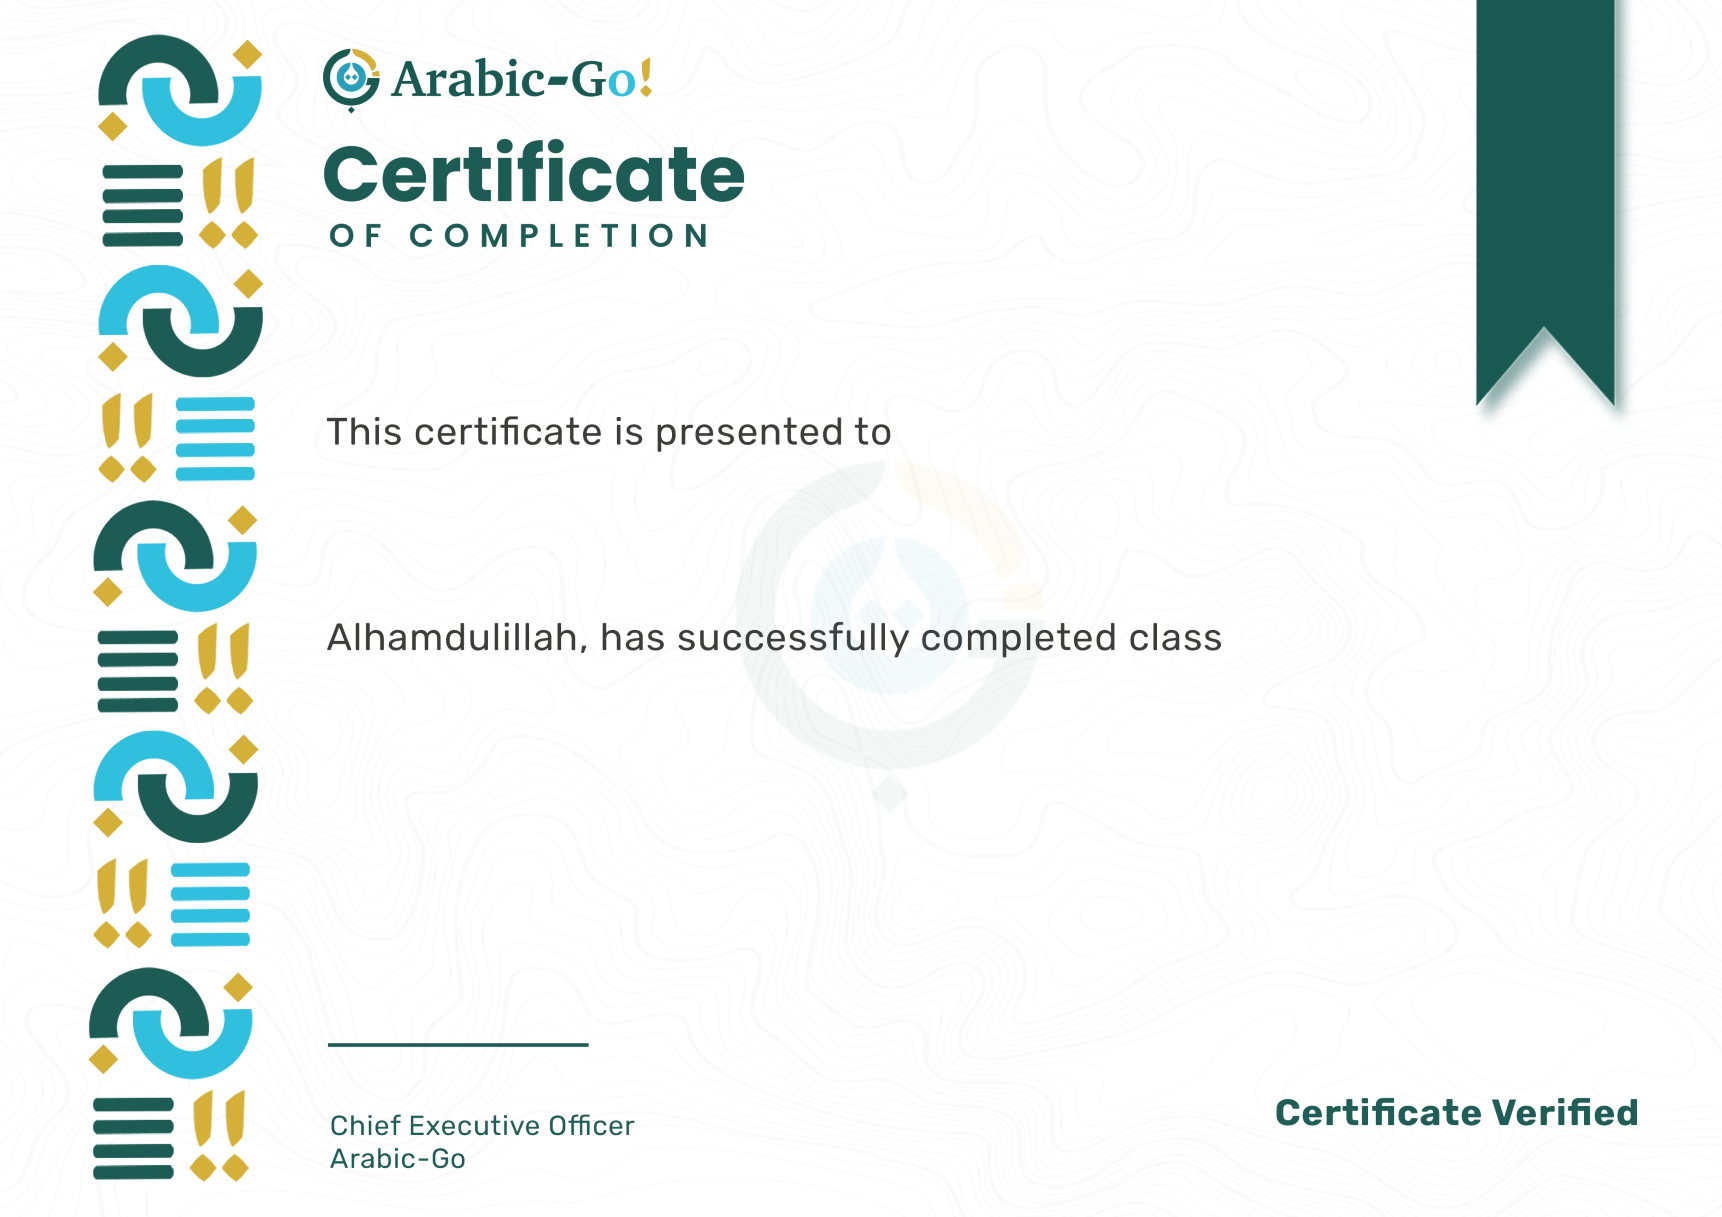 Arabic-Go!
Certificate
OF COMPLETION
This certificate is presented to
Alhamdulillah, has successfully completed class
Chief Executive Officer
Arabic-Go
Certificate Verified